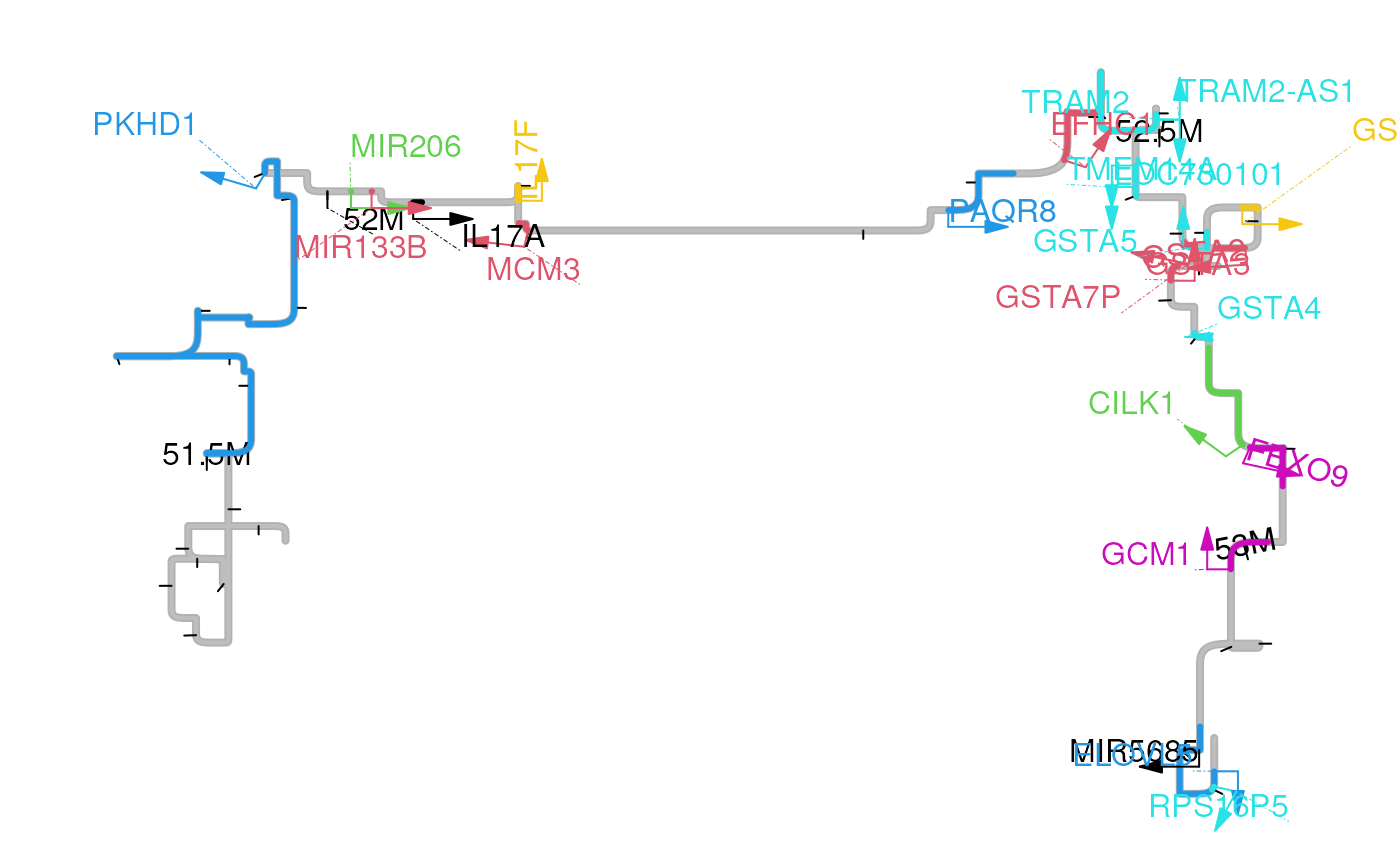 TRAM2
TRAM2-AS1
PKHD1
EFHC1
52.5M
GS
MIR206
IL17F
TMEM14A
LOC730101
52M
PAQR8
IL17A
MIR133B
GSTA5
MCM3
GSTA3
GSTA7P
GSTA4
CILK1
51.5M
FBXO9
GCM1
53M
MIR5685
ELOVL5
RPS16P5